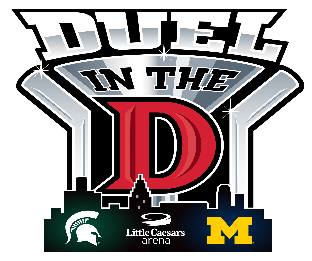 DUEL
IN THE
D
Little Caesars
arena
M